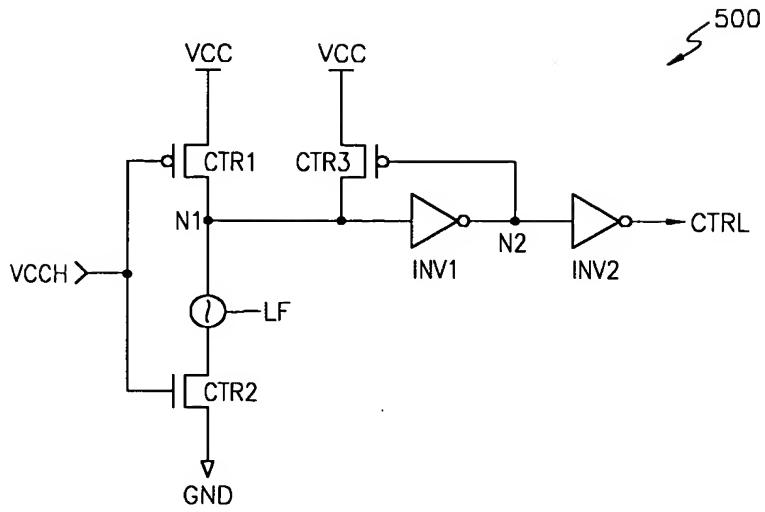 500
VCC VCC
CTR1 CTR3
N1 N2 CTRL
INV1 INV2
VCCH
LF
CTR2
GND